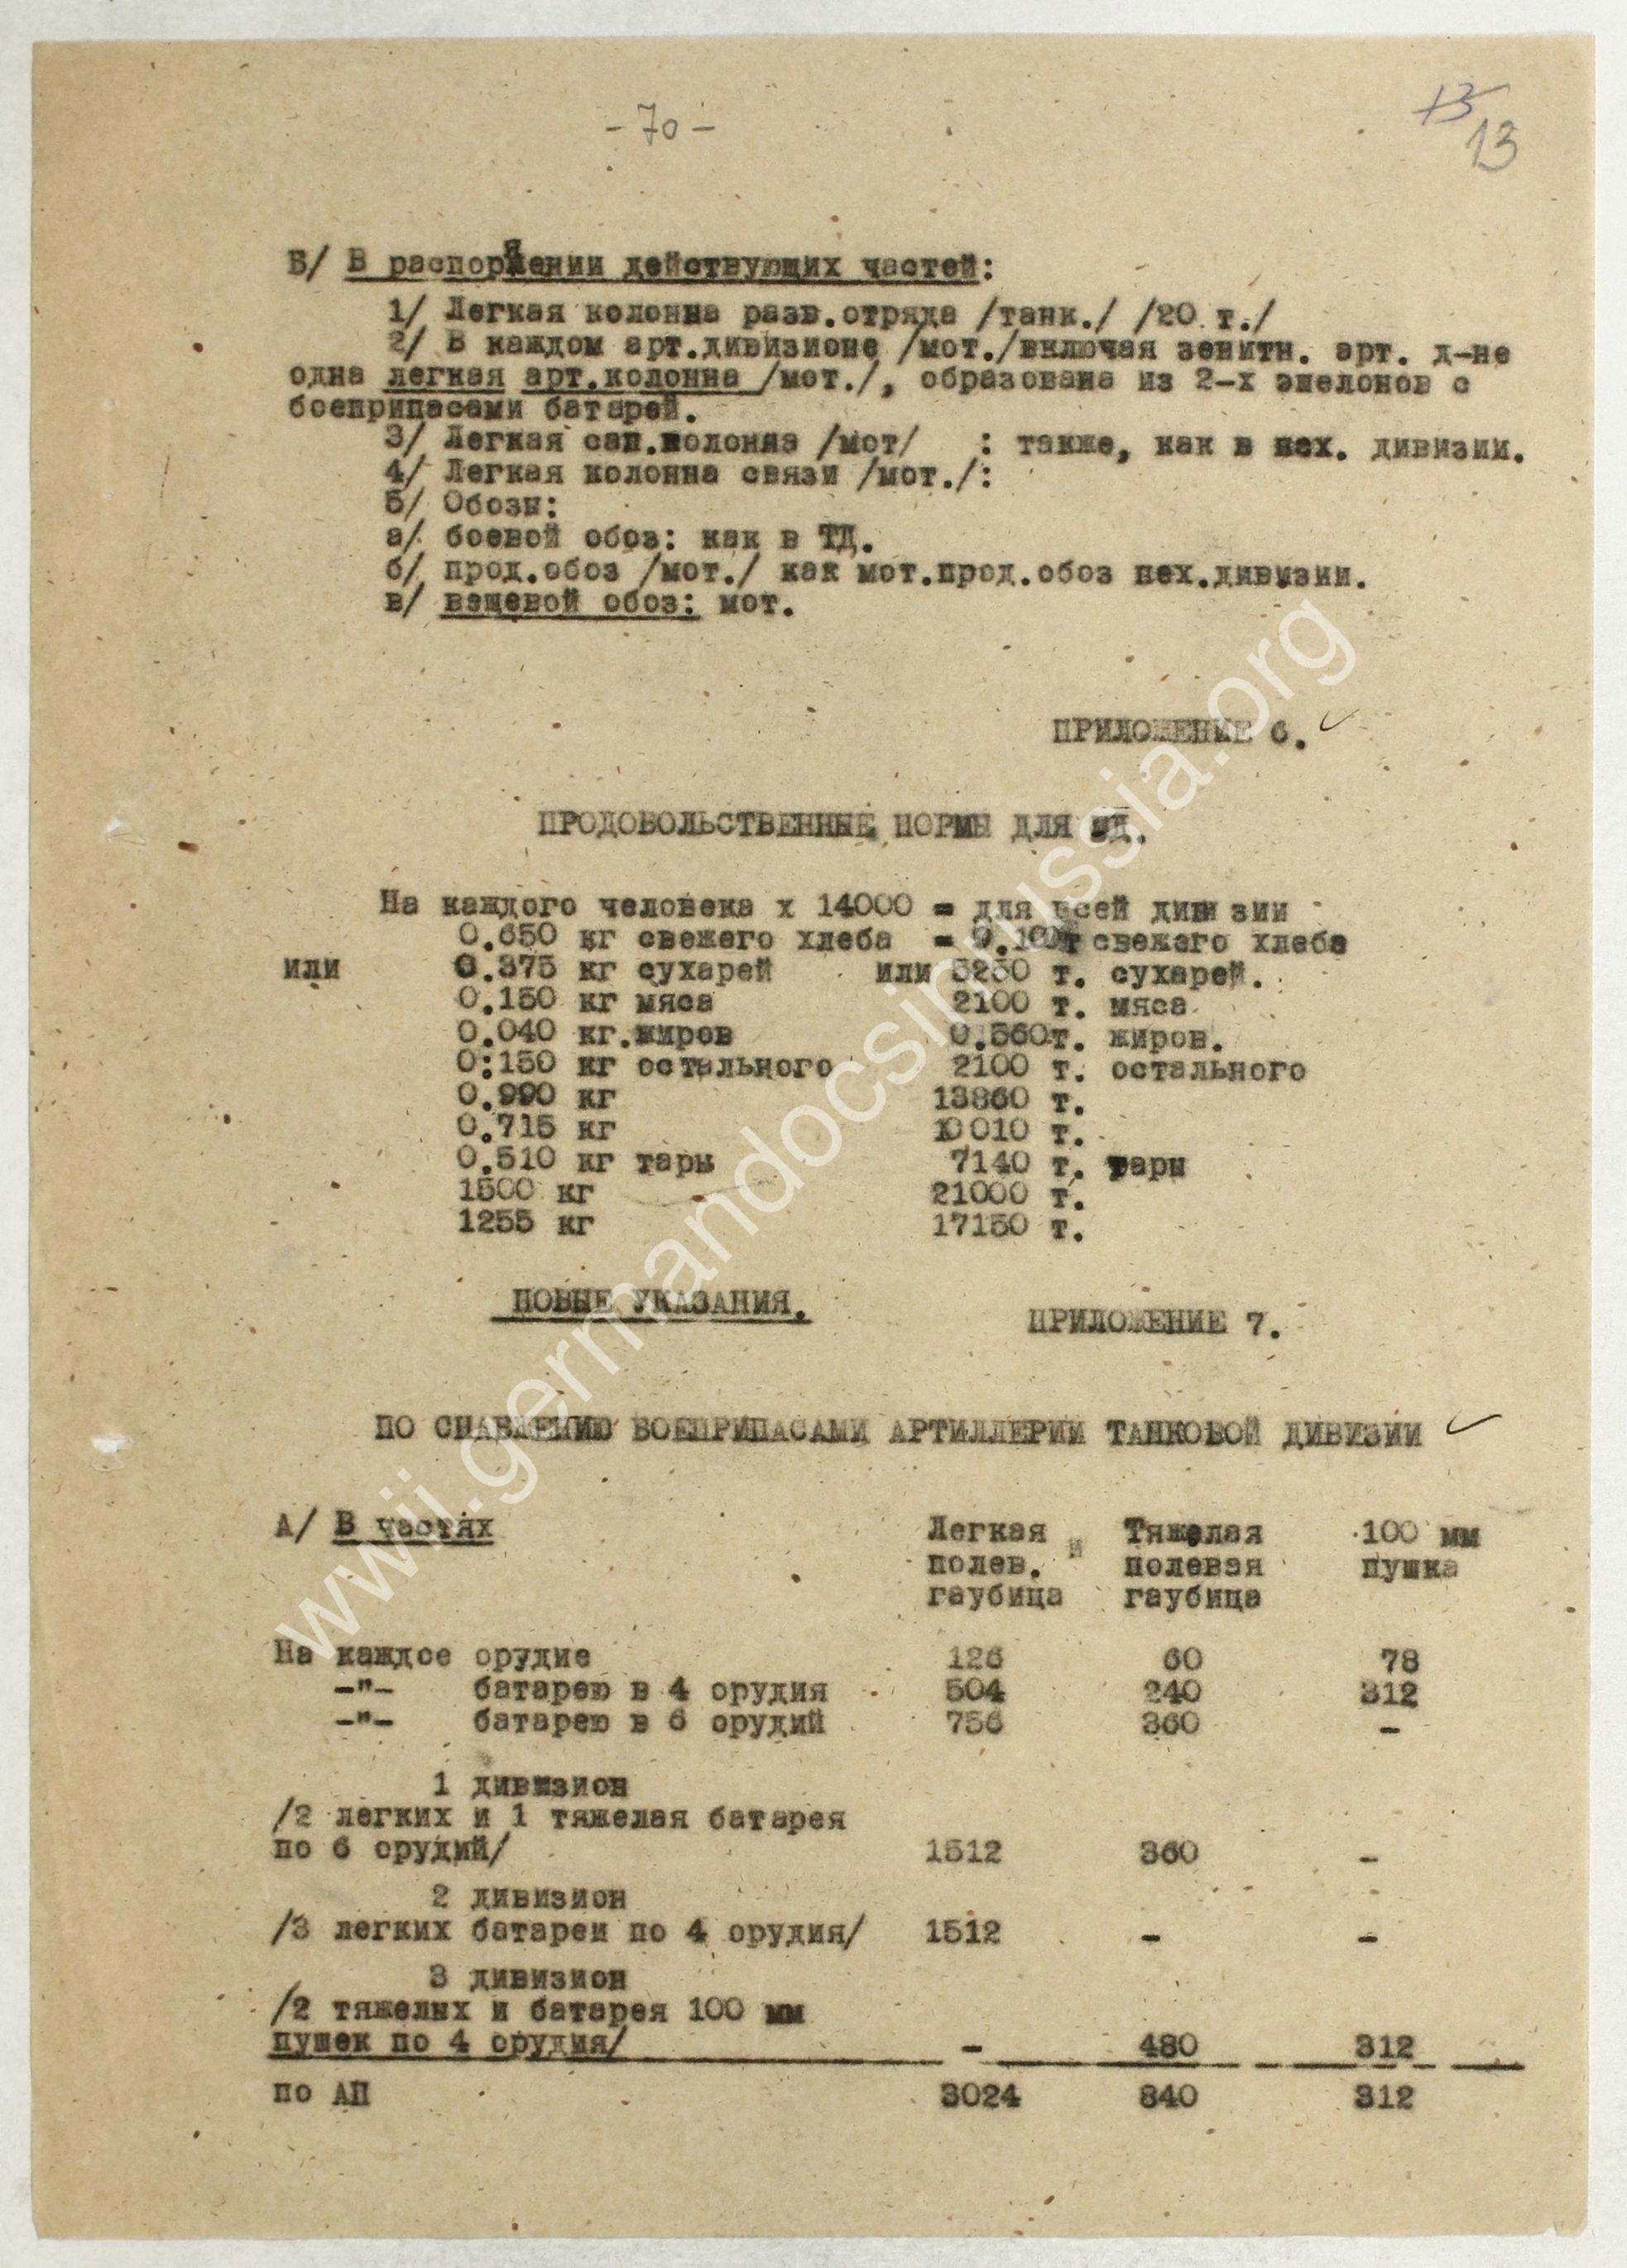 - 70 -
13
13
Б/ В распоряжении действующих частей:
1/ Легкая колонна разв.отряда /танк./ /20 т./
2/ В каждом арт.дивизионе /мот./включая зенитн. арт. д-не
одна легкая арт.колонна /мот./, образована из 2-х эшелонов с
боеприпасами батарей.
3/ Легкая сап.колонна /мот/ : также, как в пех. дивизии.
4/ Легкая колонна связи /мот./:
5/ Обозы:
а/ боевой обоз: как в ТД.
б/ прод.обоз /мот./ как мот.прод.обоз пех.дивизии.
в/ вещевой обоз: мот.
ПРИЛОЖЕНИЕ 6.
ПРОДОВОЛЬСТВЕННЫЕ НОРМЫ ДЛЯ  .
На каждого человека х 14000 = для всей дивизии
0.650 кг свежего хлеба = 9.100т свежего хлеба
или 0.375 кг сухарей или 5250 т. сухарей.
0.150 кг мяса 2100 т. мяса
0.040 кг.жиров 0.560т. жиров.
0:150 кг остального 2100 т. остального
0.990 кг 13860 т.
0.715 кг 10010 т.
0.510 кг тары 7140 т. тары
1500 кг 21000 т.
1255 кг 17150 т.
НОВЫЕ УКАЗАНИЯ.
ПРИЛОЖЕНИЕ 7.
ПО СНАБЖЕНИЮ БОЕПРИПАСАМИ АРТИЛЛЕРИИ ТАНКОВОЙ ДИВИЗИИ
А/ В частях Легкая и Тяжелая 100 мм
полев. полевая пушка
гаубица гаубица
На каждое орудие 126 60 78
-"- батарею в 4 орудия 504 240 312
-"- батарею в 6 орудий 756 360 -
1 дивизион
/2 легких и 1 тяжелая батарея
по 6 орудий/ 1512 360 -
2 дивизион
/3 легких батареи по 4 орудия/ 1512 - -
3 дивизион
/2 тяжелых и батарея 100 мм
пушек по 4 орудия/ - 480 312
по АП 3024 840 312
www.germandocsinrussia.org